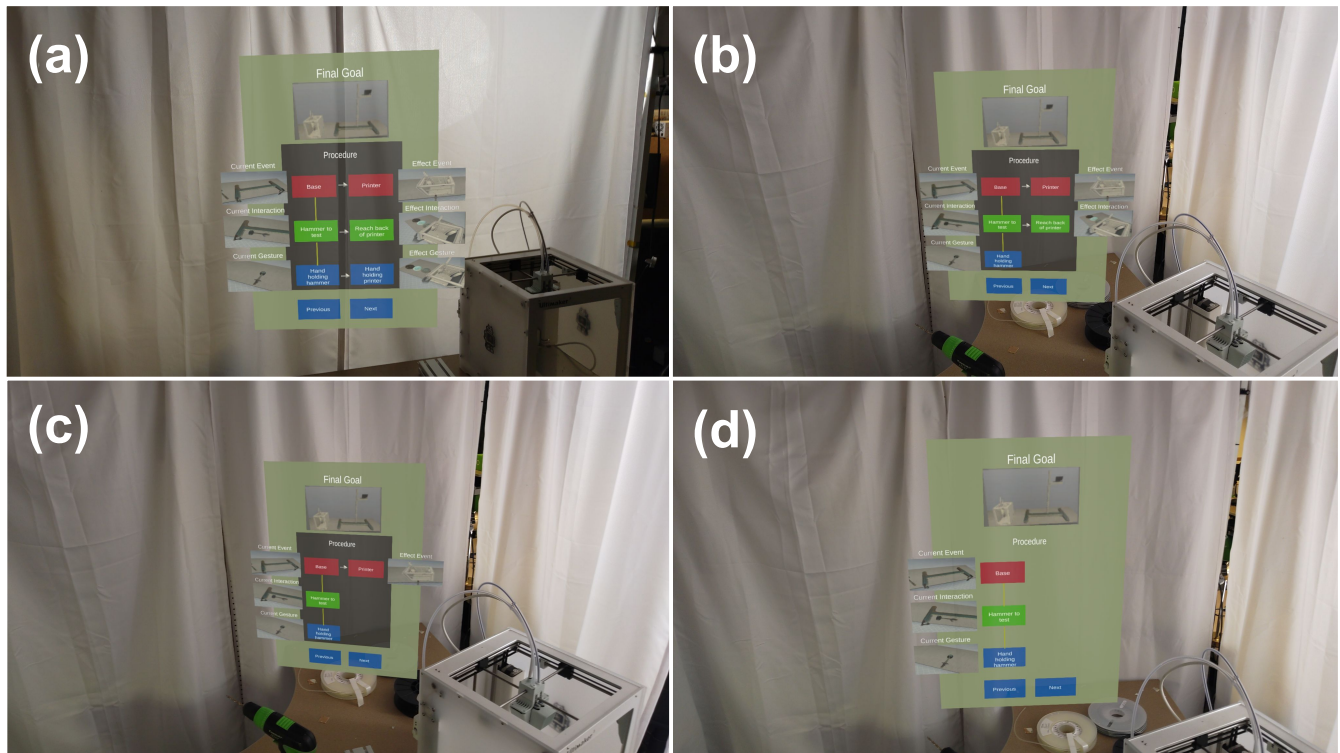 (a)
Final Goal
Procedure
Current Event
Effect Event
Base
Printer
Current Interaction
Effect Interaction
Hammer to
test
Reach back
of printer
Current Gesture
Effect Gesture
Hand
holding
hammer
Hand
holding
printer
Previous
Next
(b)
Final Goal
Procedure
Current Event
Effect Event
Base
Printer
Current Interaction
Effect Interaction
Hammer to
test
Reach back
of printer
Current Gesture
Hand
holding
hammer
Previous
Next
(c)
Final Goal
Procedure
Current Event
Effect Event
Base
Printer
Current Interaction
Hammer to
test
Current Gesture
Hand
holding
hammer
Previous
Next
(d)
Final Goal
Procedure
Current Event
Base
Current Interaction
Hammer to
test
Current Gesture
Hand
holding
hammer
Previous
Next